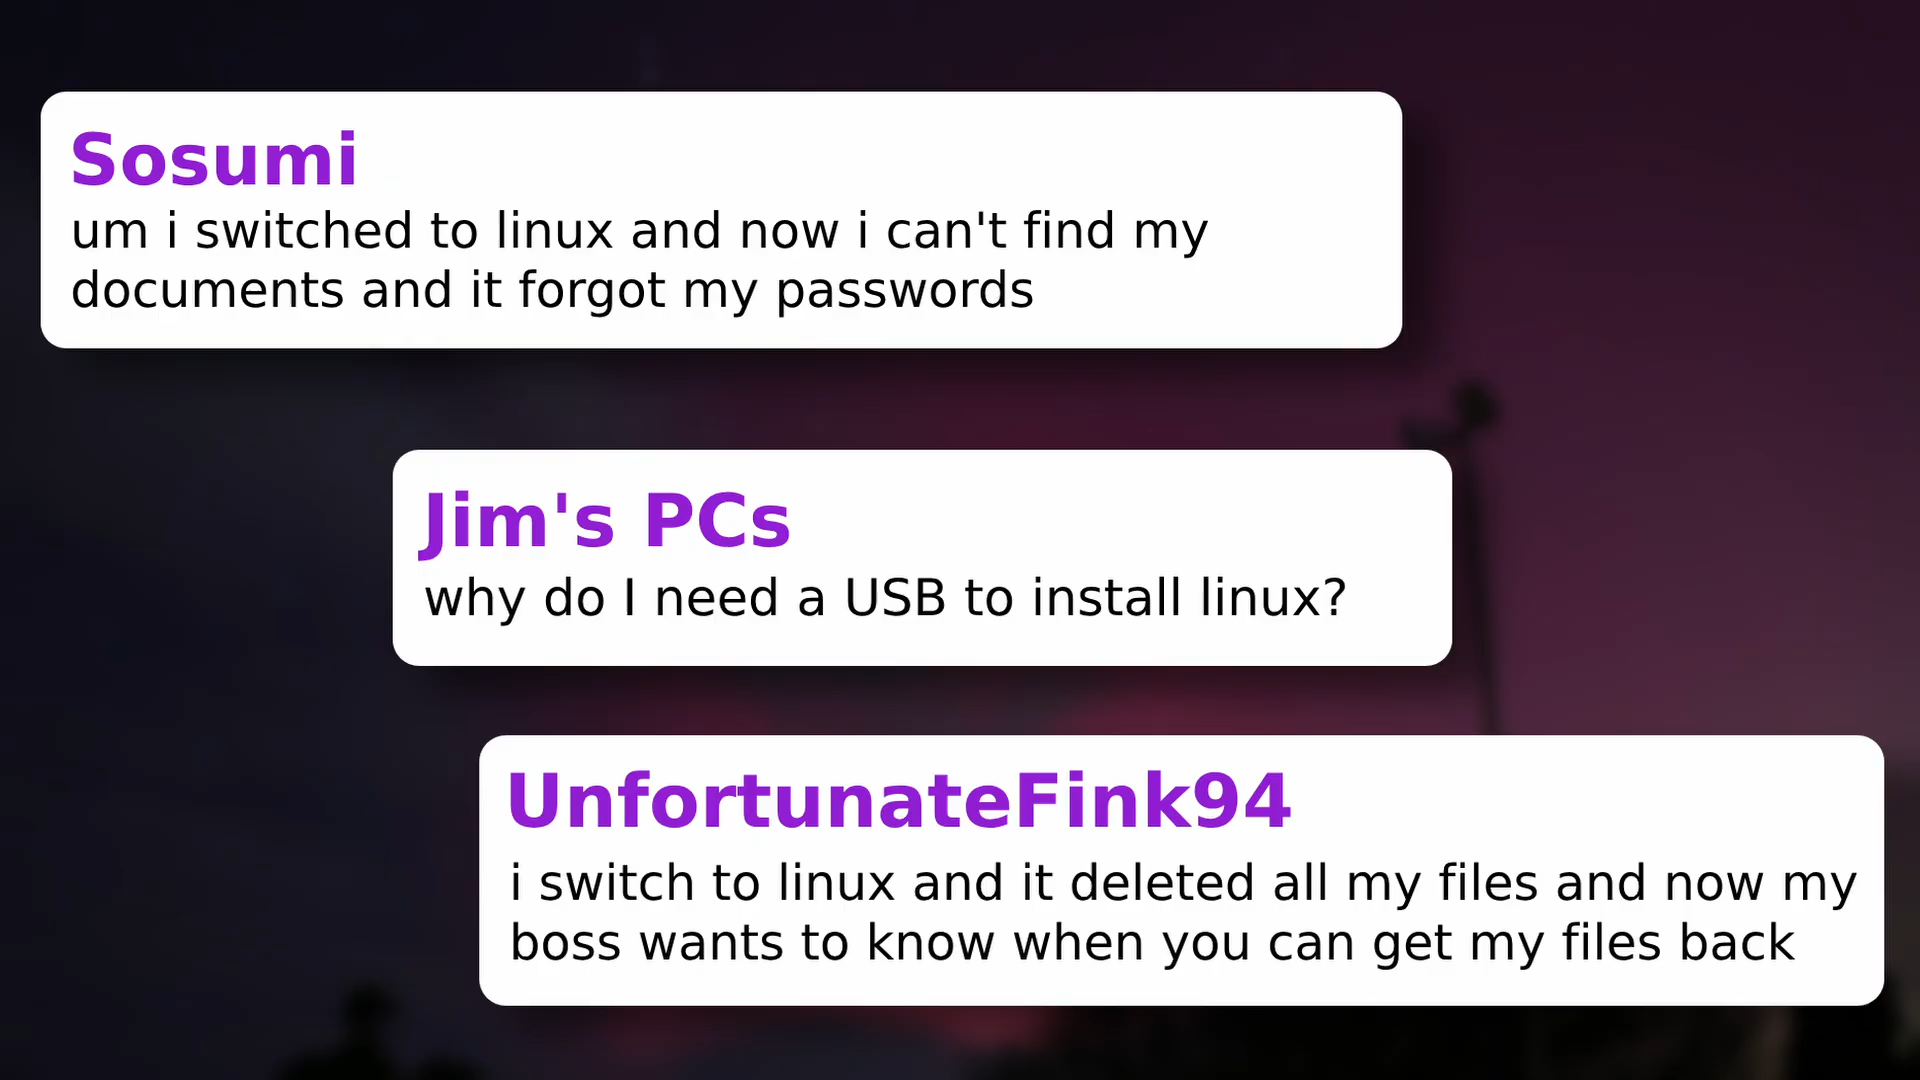 Sosumi
um i switched to linux and now i can't find my
documents and it forgot my passwords
Jim's PCs
why do I need a USB to install linux?
UnfortunateFink94
i switch to linux and it deleted all my files and now my
boss wants to know when you can get my files back